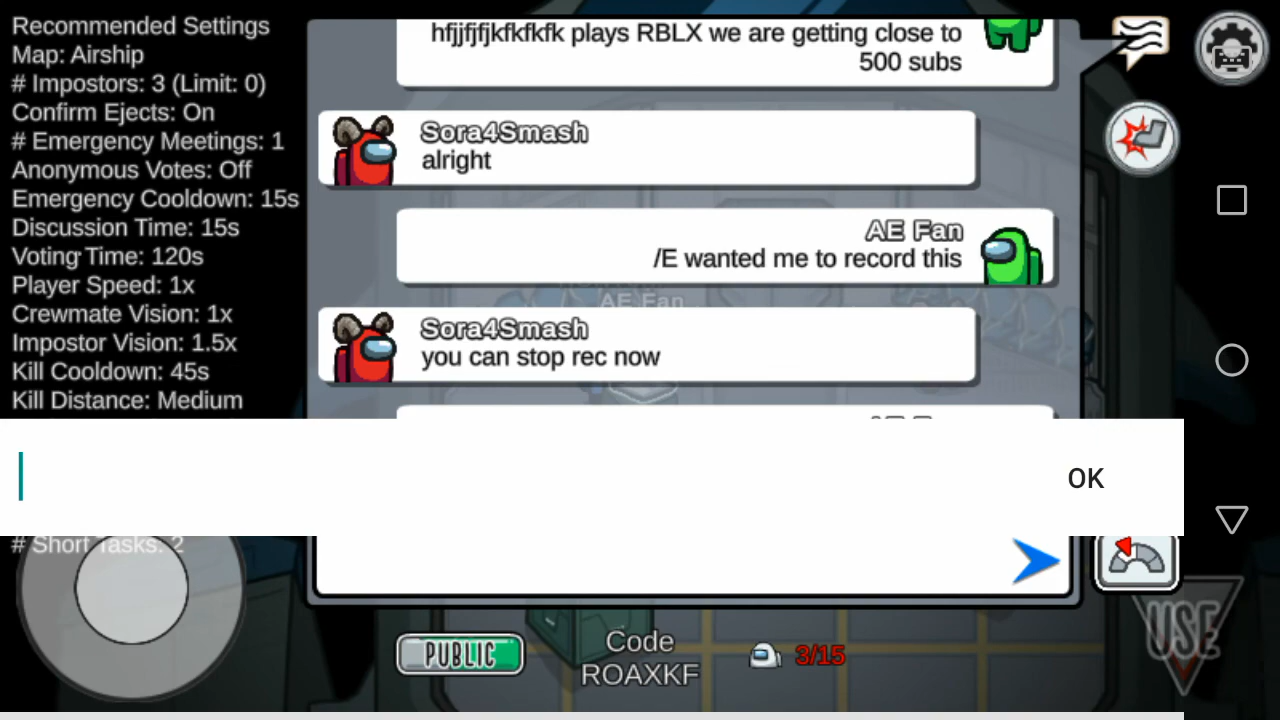 Recommended Settings
Map: Airship
# Impostors: 3 (Limit: 0)
Confirm Ejects: On
# Emergency Meetings: 1
Anonymous Votes: Off
Emergency Cooldown: 15s
Discussion Time: 15s
Voting Time: 120s
Player Speed: 1x
Crewmate Vision: 1x
Impostor Vision: 1.5x
Kill Cooldown: 45s
Kill Distance: Medium
# Short Tasks: 2
hfjjfjfjkfkfkfk plays RBLX we are getting close to
500 subs
Sora4Smash
alright
AE Fan
/E wanted me to record this
AE Fan
Sora4Smash
you can stop rec now
OK
PUBLIC
Code
ROAXKF
3/15
USE